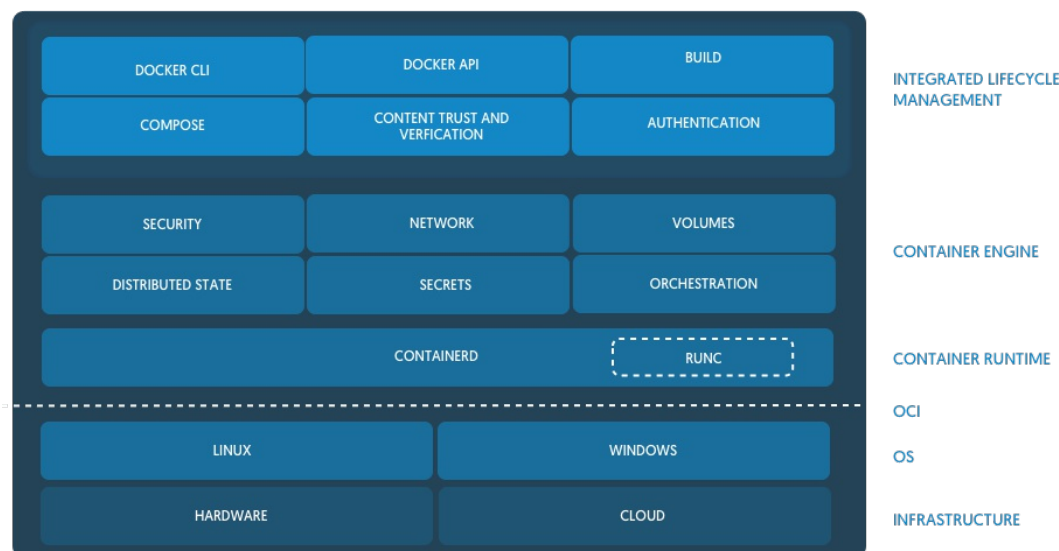 DOCKER CLI
DOCKER API
BUILD
COMPOSE
CONTENT TRUST AND
VERFICATION
AUTHENTICATION
INTEGRATED LIFECYCLE
MANAGEMENT
SECURITY
NETWORK
VOLUMES
DISTRIBUTED STATE
SECRETS
ORCHESTRATION
CONTAINER ENGINE
CONTAINERD
RUNC
CONTAINER RUNTIME
OCI
LINUX
WINDOWS
OS
HARDWARE
CLOUD
INFRASTRUCTURE